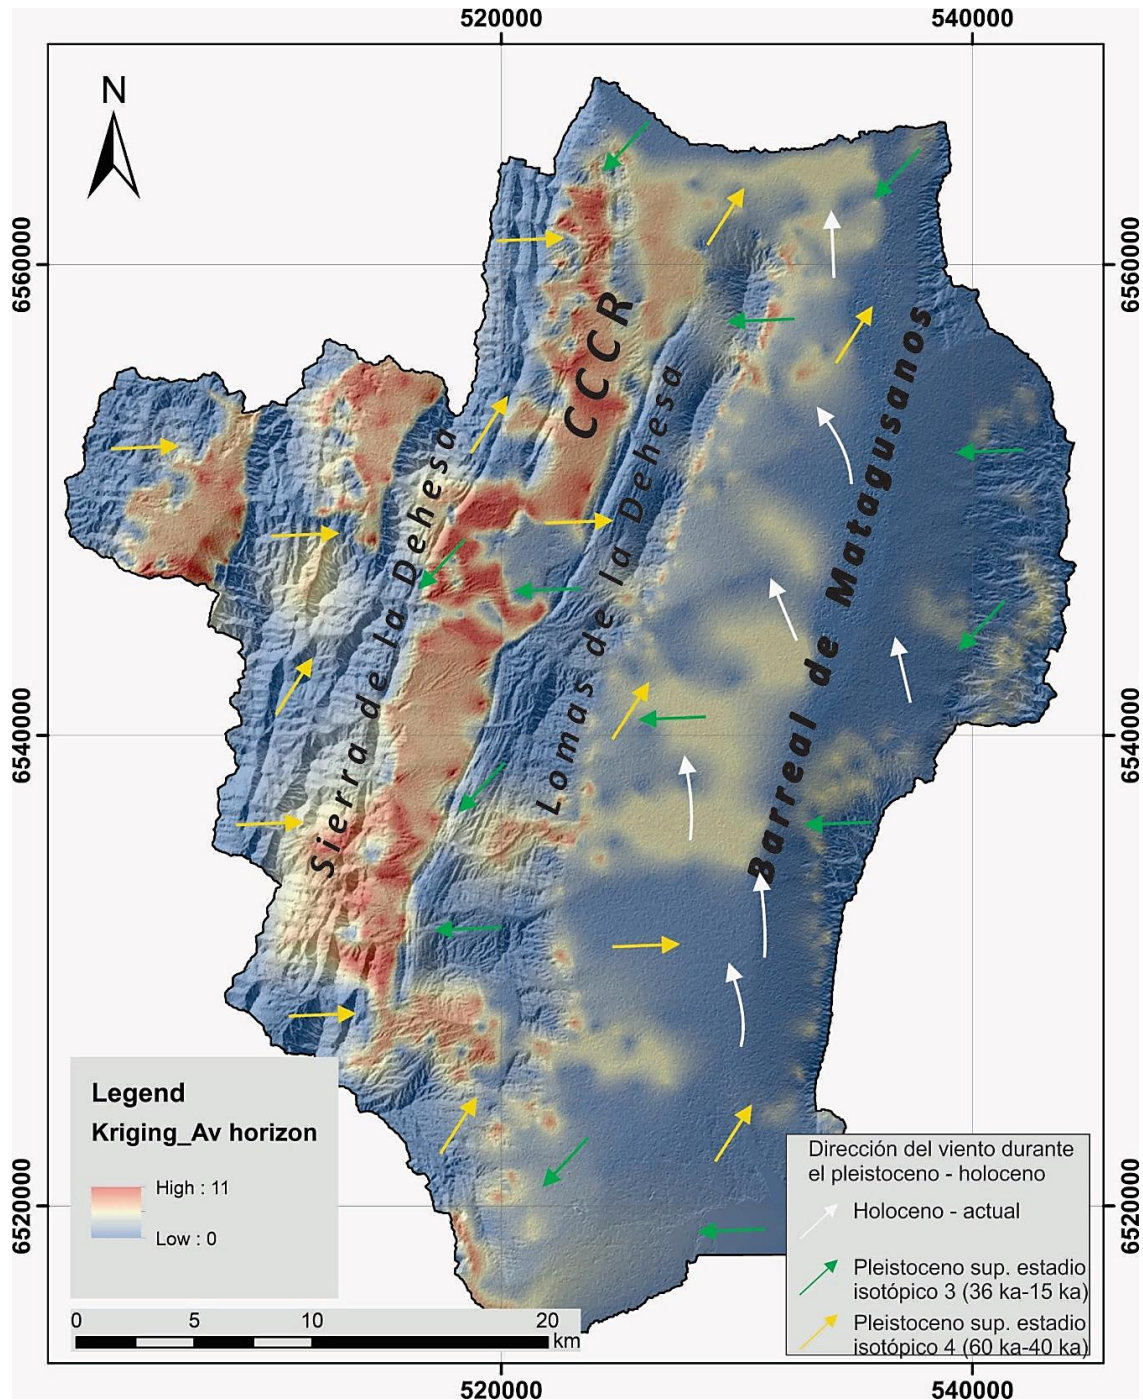 520000
540000
N
6560000
6560000
CCCR
Sierra de la Dehesa
Lomas de la Dehesa
Barreal de Matagusanos
6540000
6540000
Legend
Kriging_Av horizon
High : 11
Low : 0
Dirección del viento durante
el pleistoceno - holoceno
Holoceno - actual
Pleistoceno sup. estadio
isotópico 3 (36 ka-15 ka)
Pleistoceno sup. estadio
isotópico 4 (60 ka-40 ka)
6520000
6520000
0 5 10 20
km
520000
540000